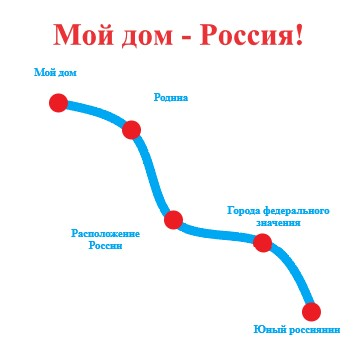 Мой дом - Россия!
Мой дом
Родина
Расположение
России
Города федерального
значения
Юный россиянин